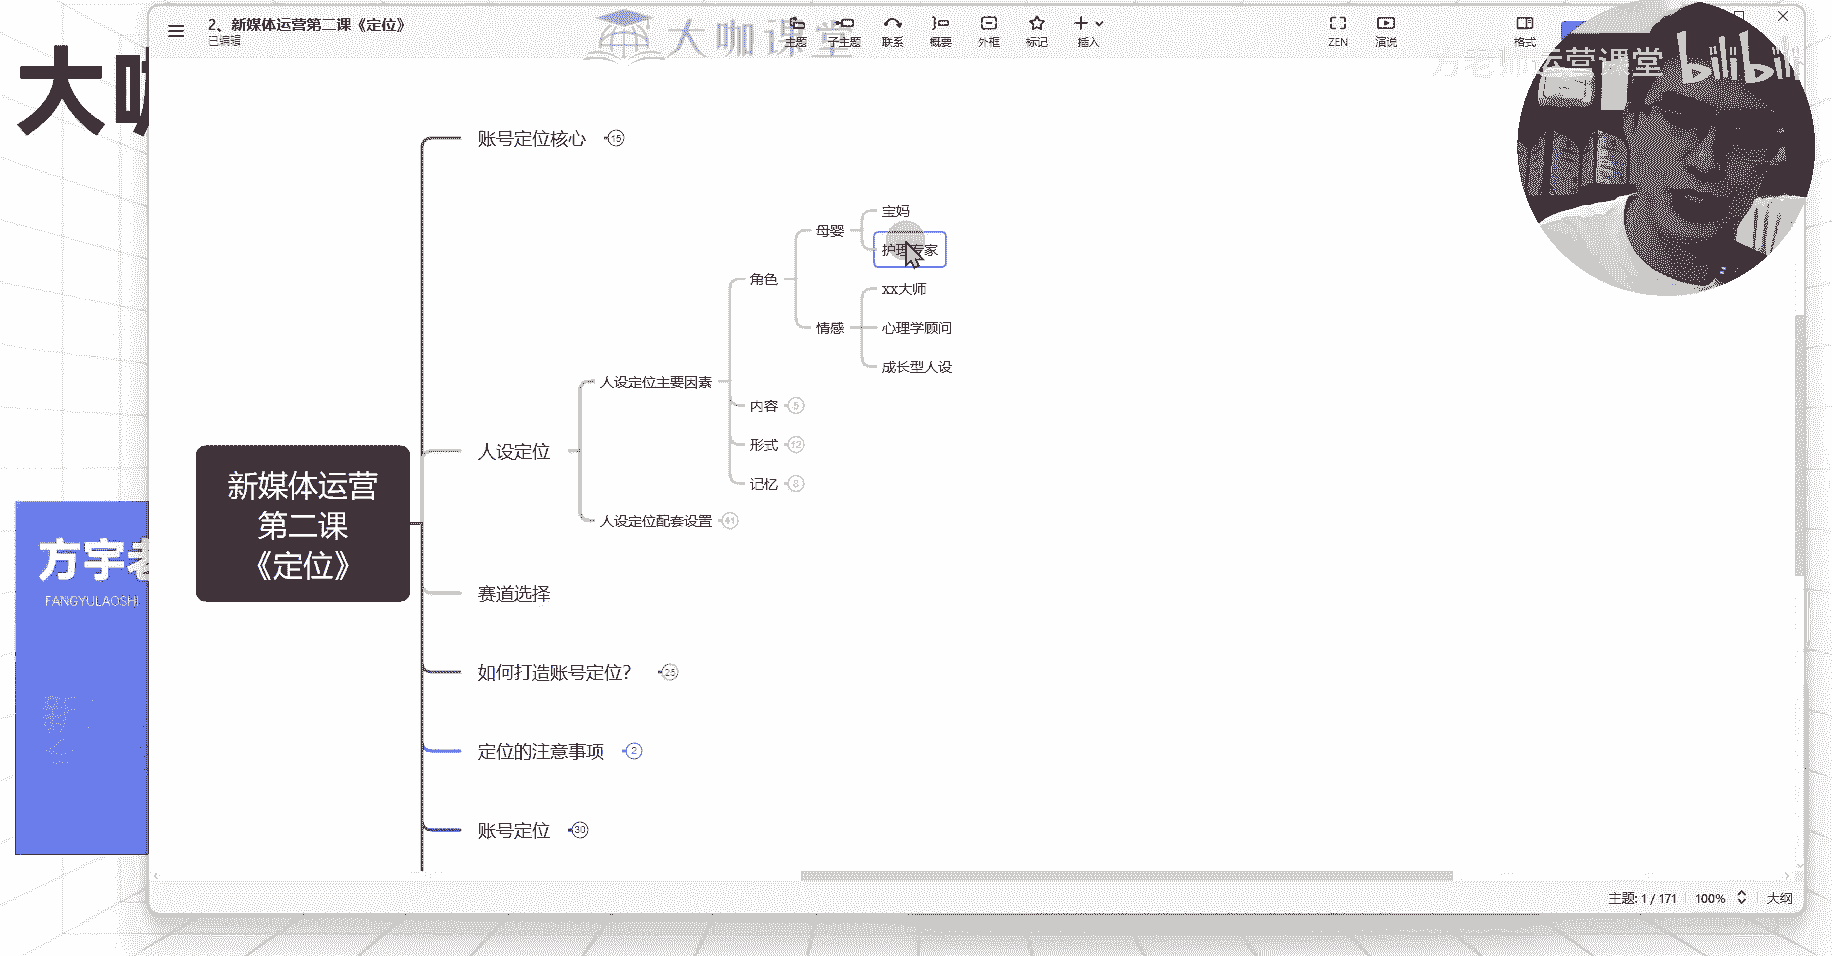 2、新媒体运营第二课《定位》
已编辑
主题
子主题
联系
概要
外框
标记
插入
ZEN
演说
格式
大咖课堂
方老师运营课堂 bilibili
大
账号定位核心 15
宝妈
母婴
护理专家
角色
xx大师
情感
心理学顾问
成长型人设
人设定位主要因素
内容 5
人设定位
形式 12
记忆 8
新媒体运营
第二课
《定位》
人设定位配套设置 41
方宇老
FANGYULAOSHI
赛道选择
如何打造账号定位？ 25
定位的注意事项 2
账号定位 30
主题: 1 / 171
100%
大纲